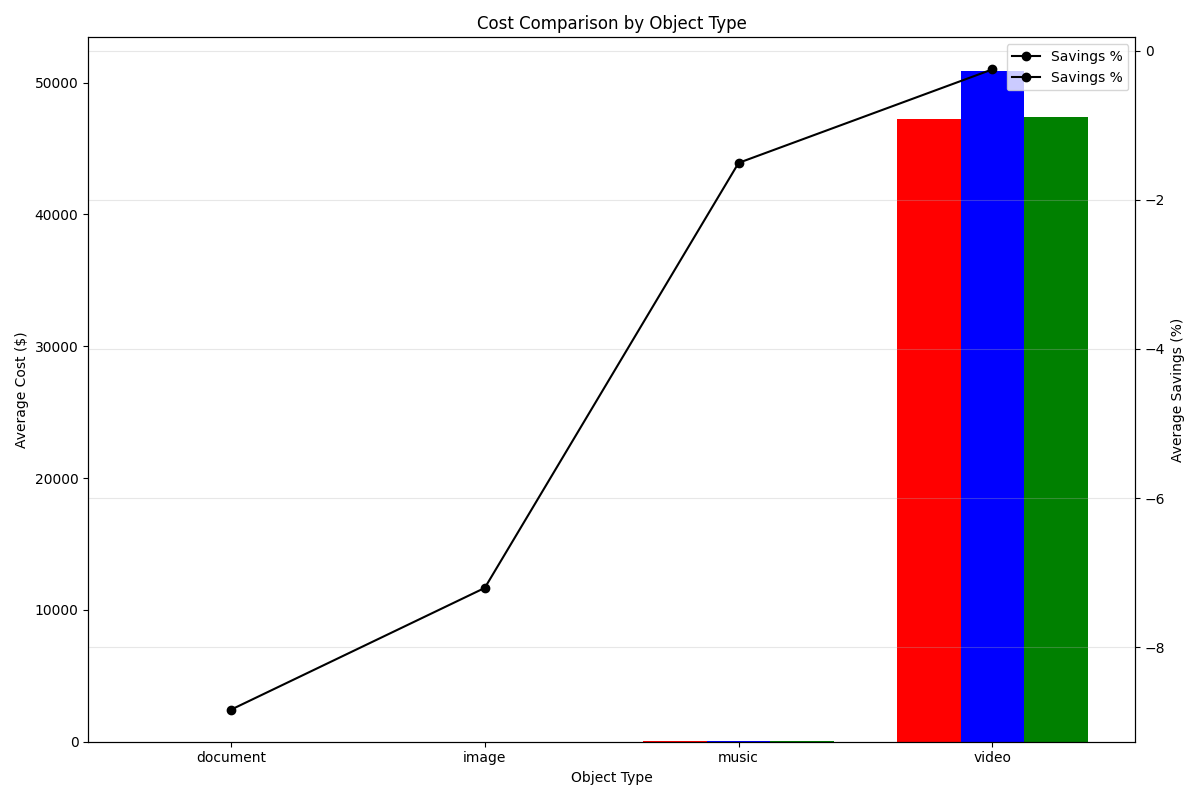 Cost Comparison by Object Type
Savings %
Savings %
50000
40000
30000
20000
10000
0
Average Cost ($)
0
−2
−4
−6
−8
Average Savings (%)
document
image
music
video
Object Type